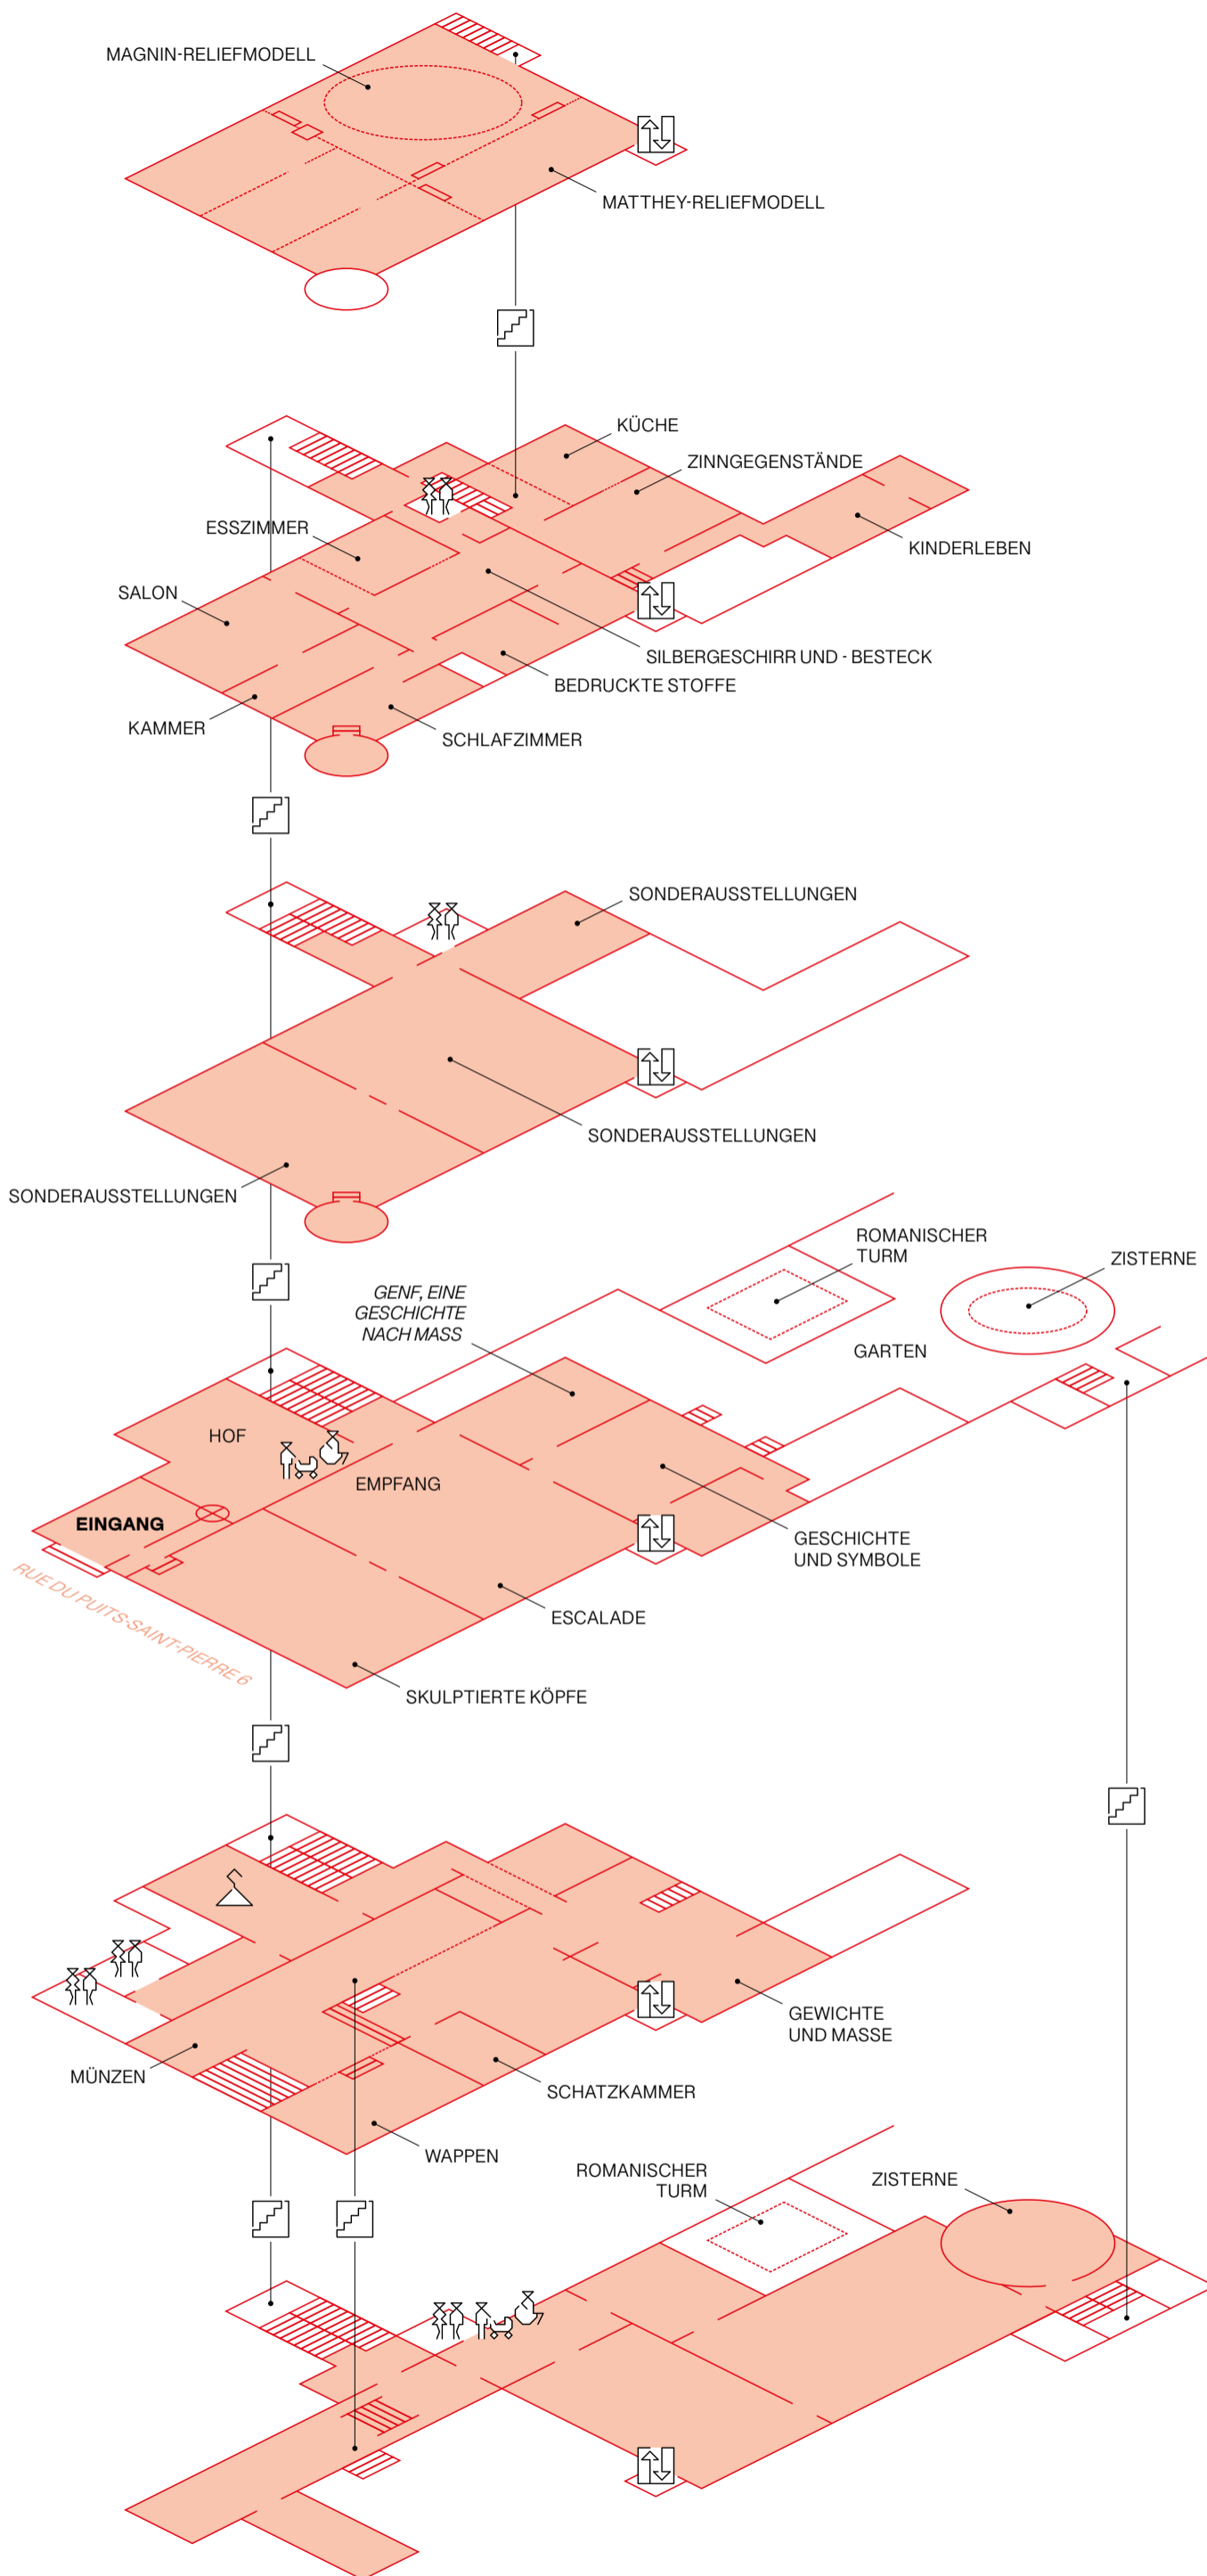 MAGNIN-RELIEFMODELL
MATTHEY-RELIEFMODELL
KÜCHE
ZINNGEGENSTÄNDE
ESSZIMMER
KINDERLEBEN
SALON
SILBERGESCHIRR UND - BESTECK
BEDRUCKTE STOFFE
KAMMER
SCHLAFZIMMER
SONDERAUSSTELLUNGEN
SONDERAUSSTELLUNGEN
SONDERAUSSTELLUNGEN
ROMANISCHER
TURM
ZISTERNE
GENF, EINE
GESCHICHTE
NACH MASS
GARTEN
HOF
EMPFANG
EINGANG
GESCHICHTE
UND SYMBOLE
RUE DU PUITS-SAINT-PIERRE 6
ESCALADE
SKULPTIERTE KÖPFE
GEWICHTE
UND MASSE
MÜNZEN
SCHATZKAMMER
WAPPEN
ROMANISCHER
TURM
ZISTERNE